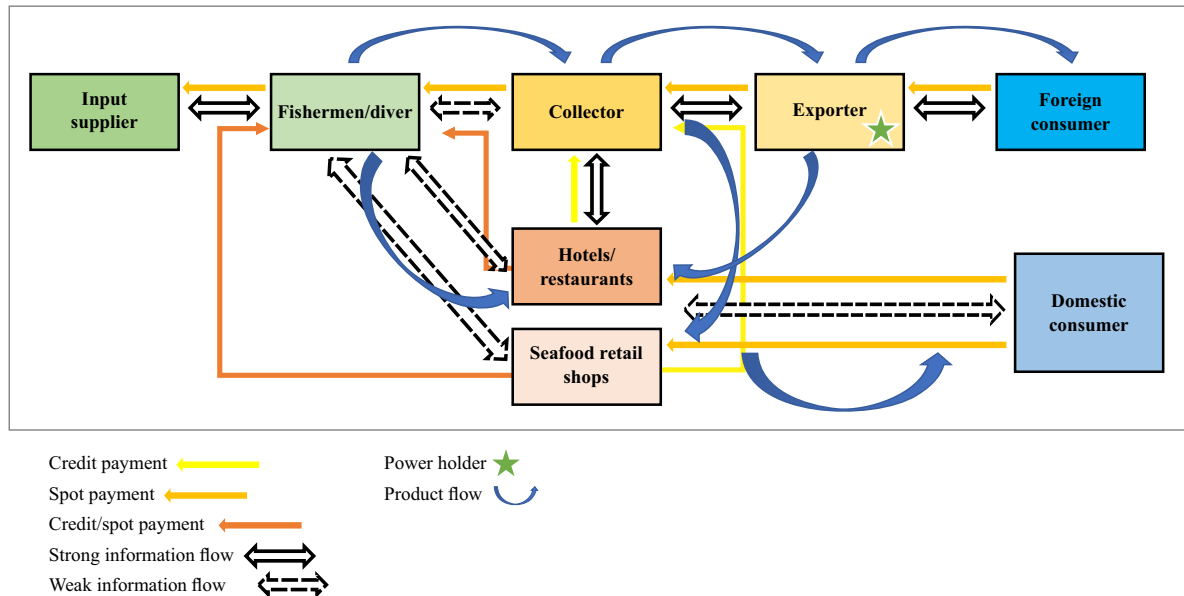 Input
supplier
Fishermen/diver
Collector
Exporter
Foreign
consumer
Hotels/
restaurants
Domestic
consumer
Seafood retail
shops
Credit payment
Power holder
Spot payment
Product flow
Credit/spot payment
Strong information flow
Weak information flow